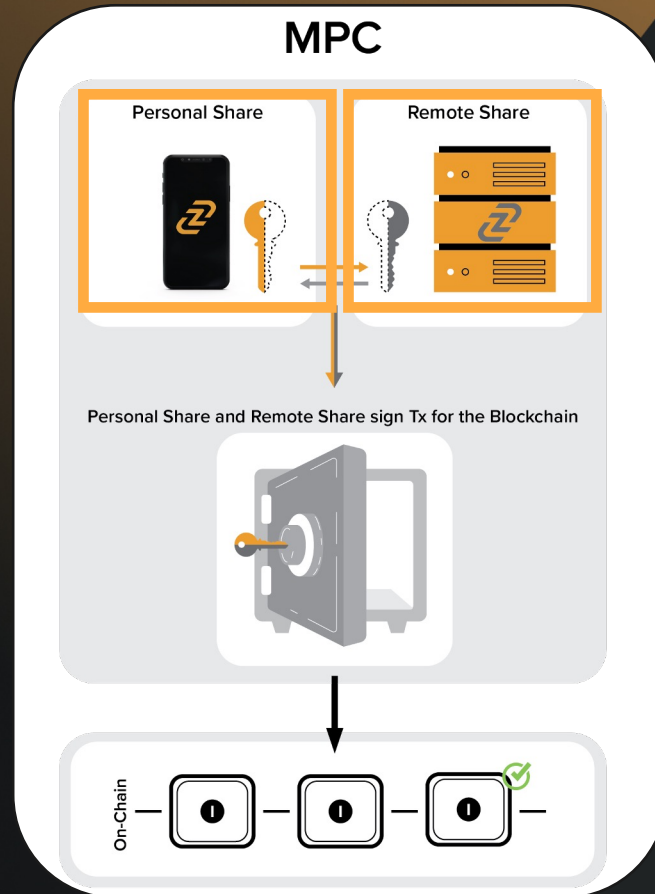 MPC
Personal Share
Remote Share
Personal Share and Remote Share sign Tx for the Blockchain
On-Chain